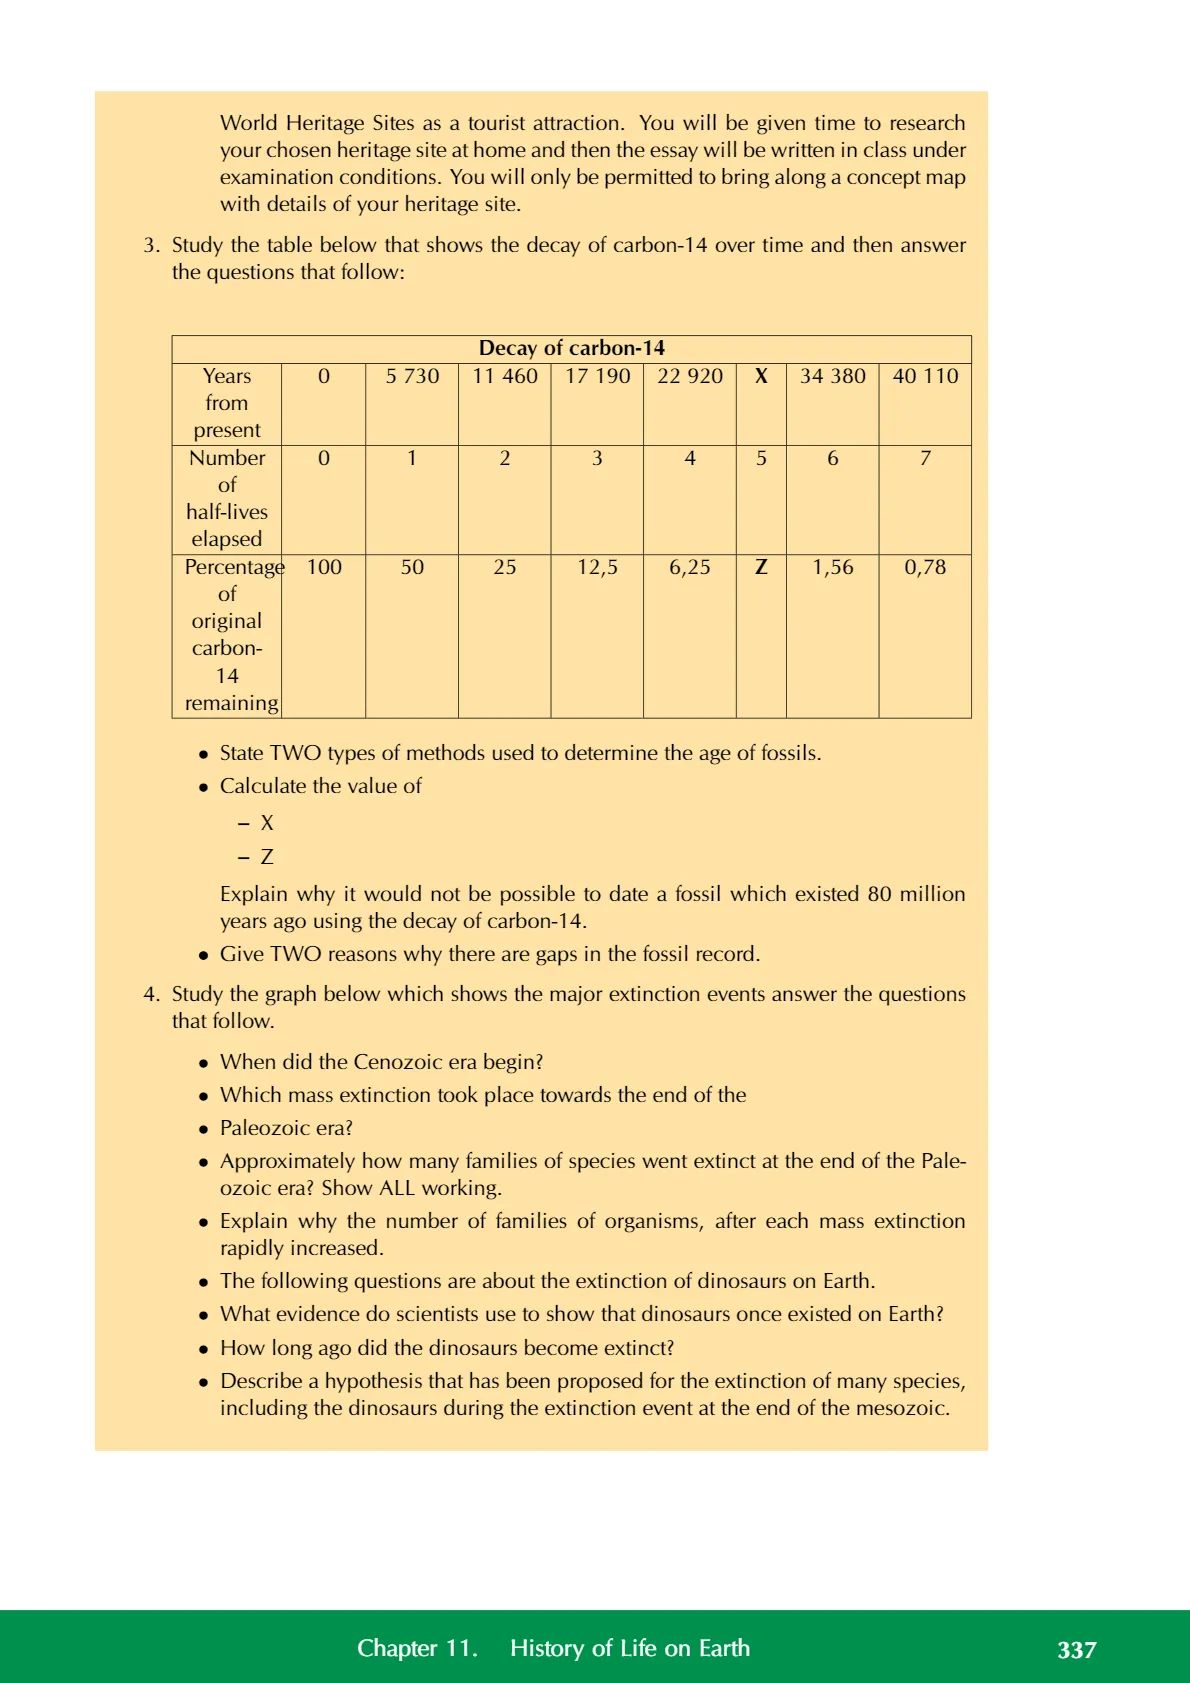 World Heritage Sites as a tourist attraction. You will be given time to research
your chosen heritage site at home and then the essay will be written in class under
examination conditions. You will only be permitted to bring along a concept map
with details of your heritage site.
3. Study the table below that shows the decay of carbon-14 over time and then answer
the questions that follow:
Decay of carbon-14
Years from present 0 5 730 11 460 17 190 22 920 X 34 380 40 110
Number of half-lives elapsed 0 1 2 3 4 5 6 7
Percentage of original carbon-14 remaining 100 50 25 12,5 6,25 Z 1,56 0,78
• State TWO types of methods used to determine the age of fossils.
• Calculate the value of
– X
– Z
Explain why it would not be possible to date a fossil which existed 80 million
years ago using the decay of carbon-14.
• Give TWO reasons why there are gaps in the fossil record.
4. Study the graph below which shows the major extinction events answer the questions
that follow.
• When did the Cenozoic era begin?
• Which mass extinction took place towards the end of the
• Paleozoic era?
• Approximately how many families of species went extinct at the end of the Pale-
ozoic era? Show ALL working.
• Explain why the number of families of organisms, after each mass extinction
rapidly increased.
• The following questions are about the extinction of dinosaurs on Earth.
• What evidence do scientists use to show that dinosaurs once existed on Earth?
• How long ago did the dinosaurs become extinct?
• Describe a hypothesis that has been proposed for the extinction of many species,
including the dinosaurs during the extinction event at the end of the mesozoic.
Chapter 11. History of Life on Earth 337